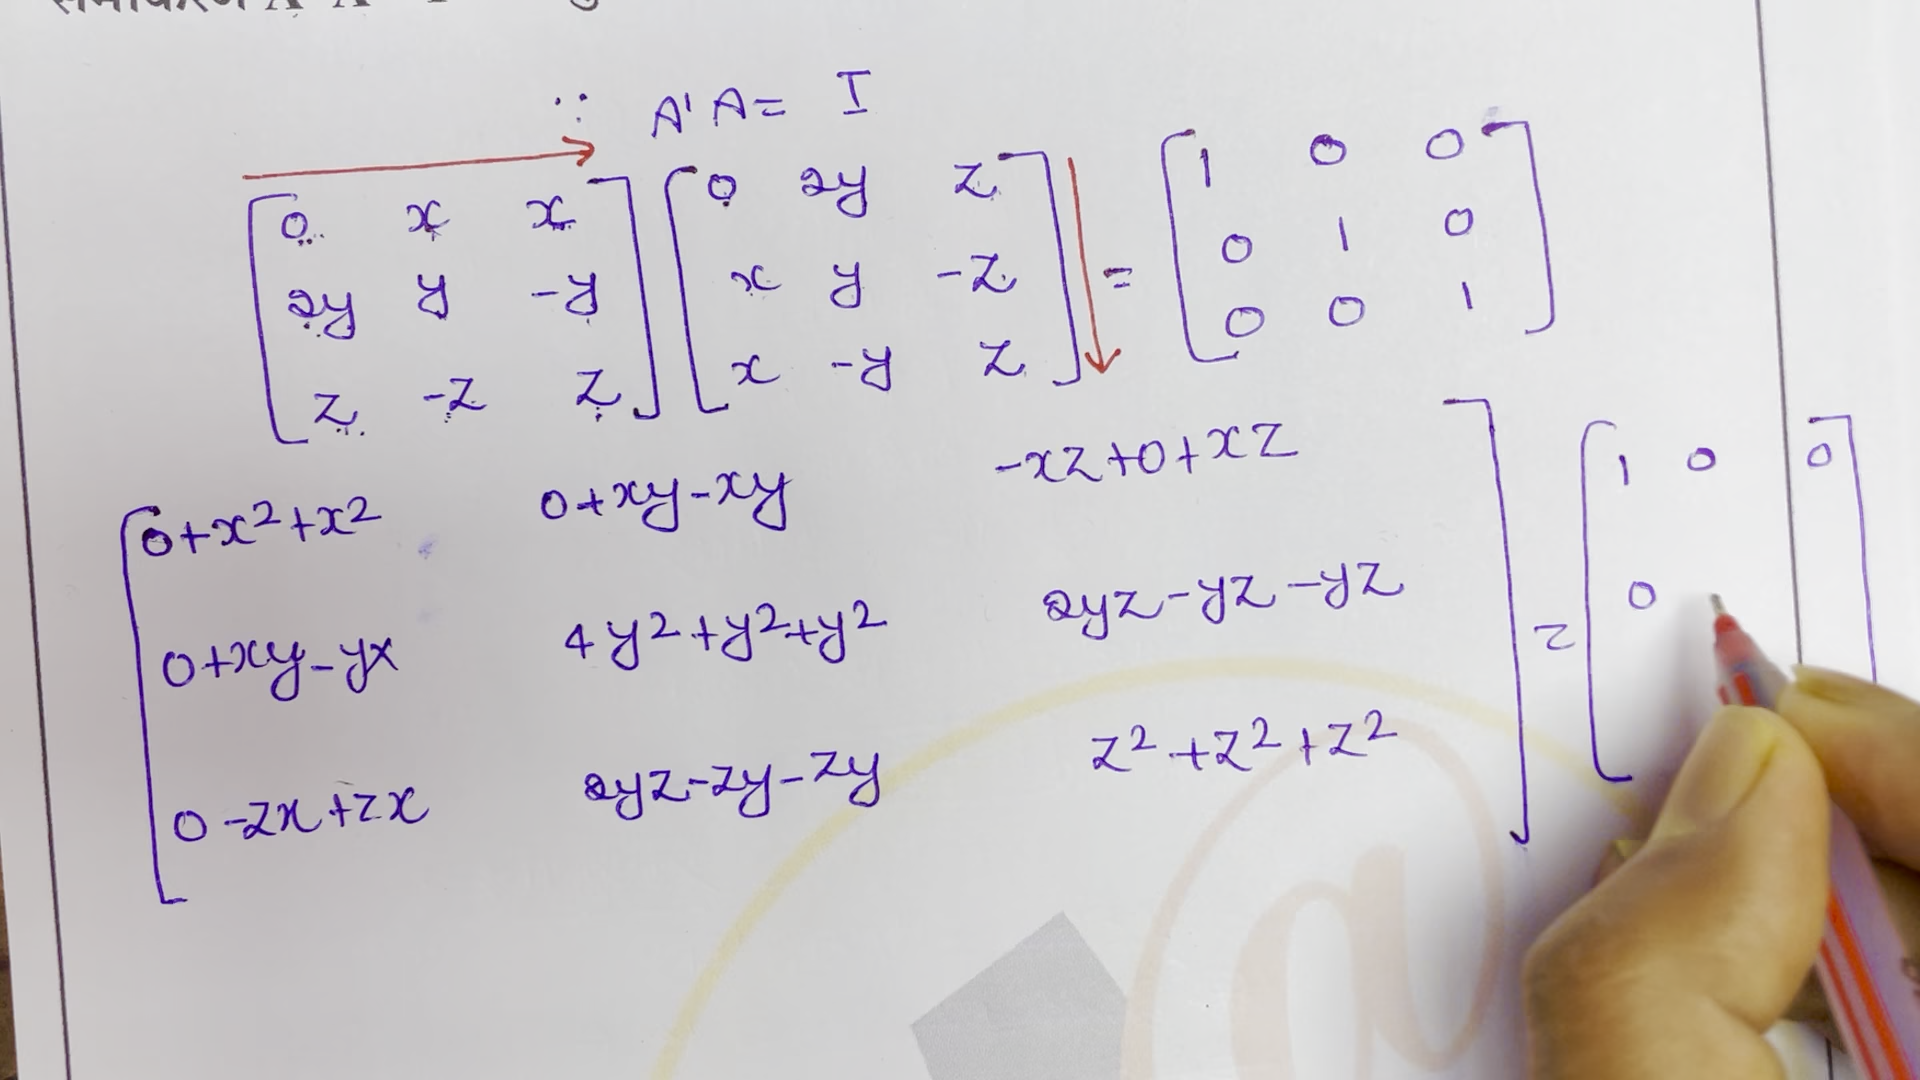 ∵ A' A = I
[0 x x; 2y y -y; z -z z] [0 2y z; x y -z; x -y z] = [1 0 0; 0 1 0; 0 0 1]
[0+x²+x² 0+xy-xy -xz+0+xz
0+xy-yx 4y²+y²+y² 2yz-yz-yz
0-zx+zx 2yz-zy-zy z²+z²+z²] = [1 0 0
0